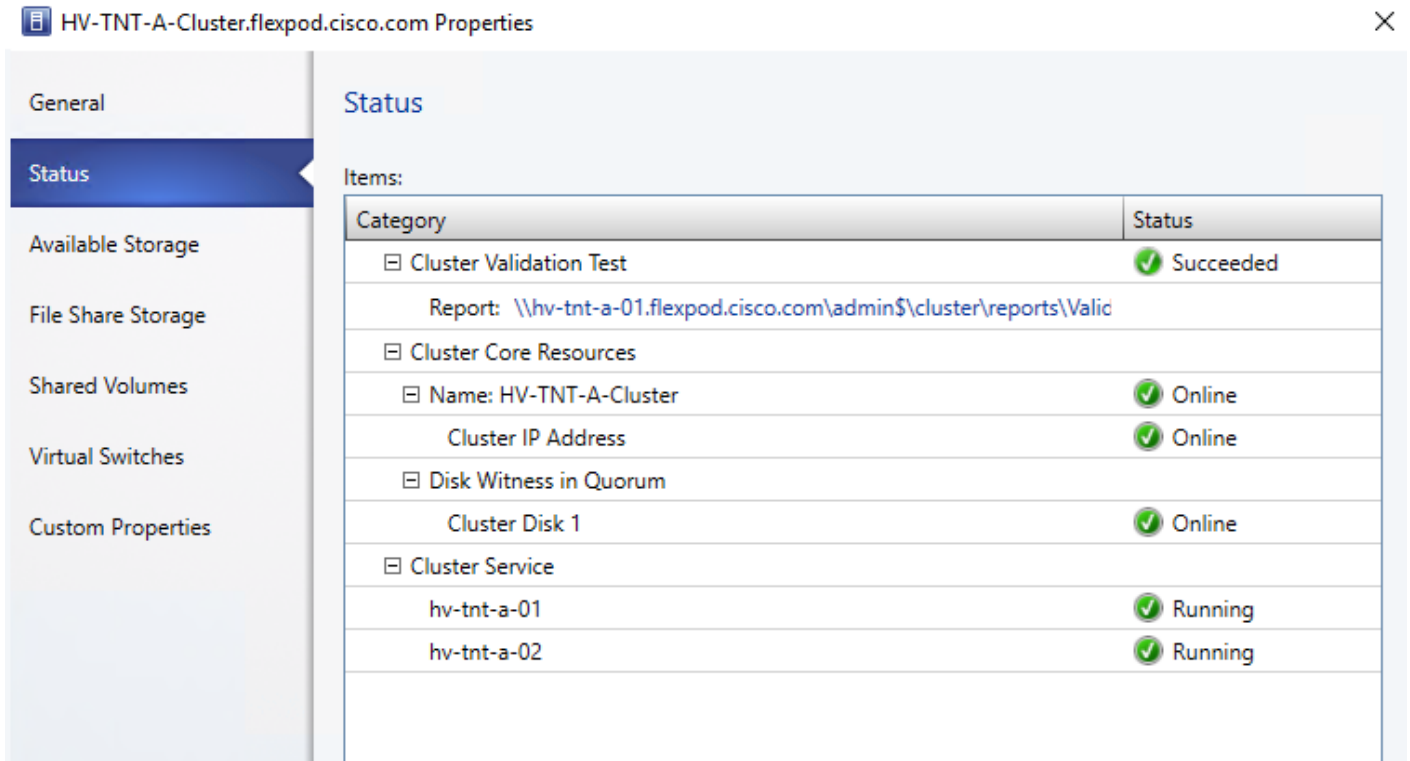 HV-TNT-A-Cluster.flexpod.cisco.com Properties
General
Status
Available Storage
File Share Storage
Shared Volumes
Virtual Switches
Custom Properties
Status
Items:
Category Status
Cluster Validation Test Succeeded
Report: \\hv-tnt-a-01.flexpod.cisco.com\admin$\cluster\reports\Valid
Cluster Core Resources
Name: HV-TNT-A-Cluster Online
Cluster IP Address Online
Disk Witness in Quorum
Cluster Disk 1 Online
Cluster Service
hv-tnt-a-01 Running
hv-tnt-a-02 Running